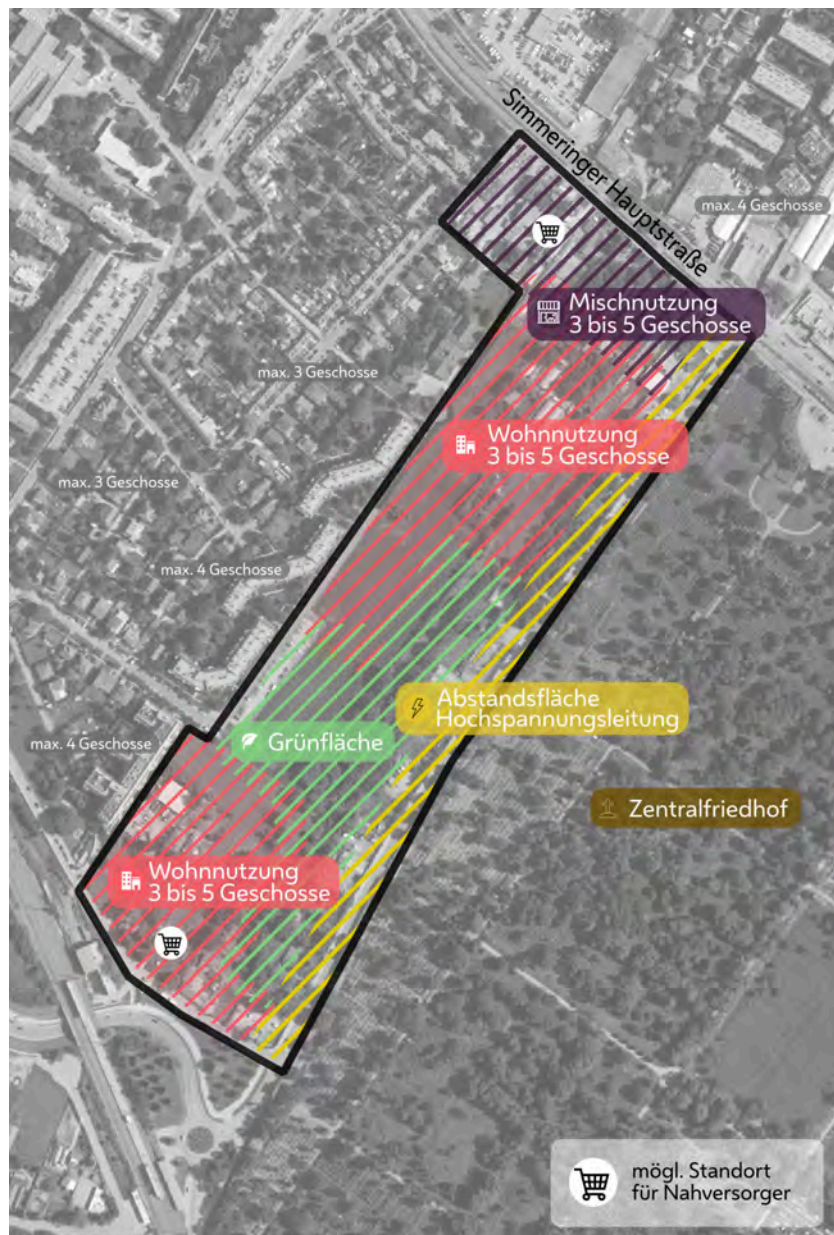 Simmeringer Hauptstraße
max. 4 Geschosse
Mischnutzung
3 bis 5 Geschosse
max. 3 Geschosse
Wohnnutzung
3 bis 5 Geschosse
max. 3 Geschosse
max. 4 Geschosse
Abstandsfläche
Hochspannungsleitung
max. 4 Geschosse
Grünfläche
Zentralfriedhof
Wohnnutzung
3 bis 5 Geschosse
mögl. Standort
für Nahversorger